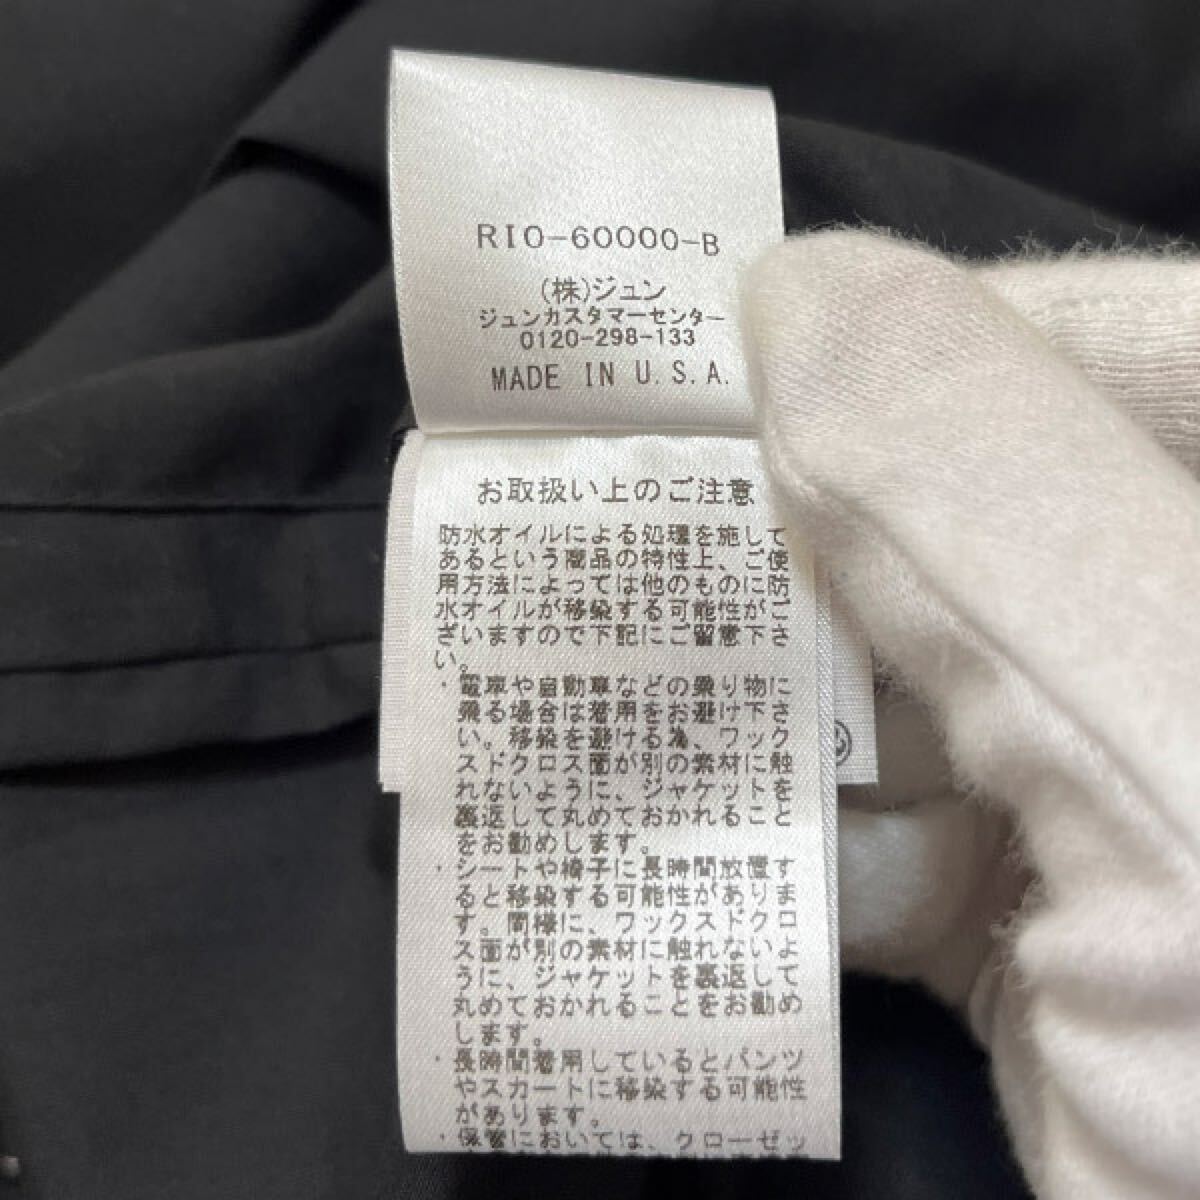 RIO-60000-B
(株)ジュン
ジュンカスタマーセンター
0120-298-133
MADE IN U.S.A.
お取扱い上のご注意
防水オイルによる処理を施して
あるという商品の特性上、ご使
用方法によっては他のものに防
水オイルが移染する可能性がご
ざいますので下記にご留意下さ
い。
・電車や自動車などの乗り物に
乗る場合は着用をお避け下さ
い。移染を避ける為、ワック
スドクロス面が別の素材に触
れないように、ジャケットを
裏返して丸めておかれること
をお勧めします。
・シートや椅子に長時間放置す
ると移染する可能性がありま
す。同様に、ワックスドクロ
ス面が別の素材に触れないよ
うに、ジャケットを裏返して
丸めておかれることをお勧め
します。
・長時間着用しているとパンツ
やスカートに移染する可能性
があります。
・保管においては、クローゼッ